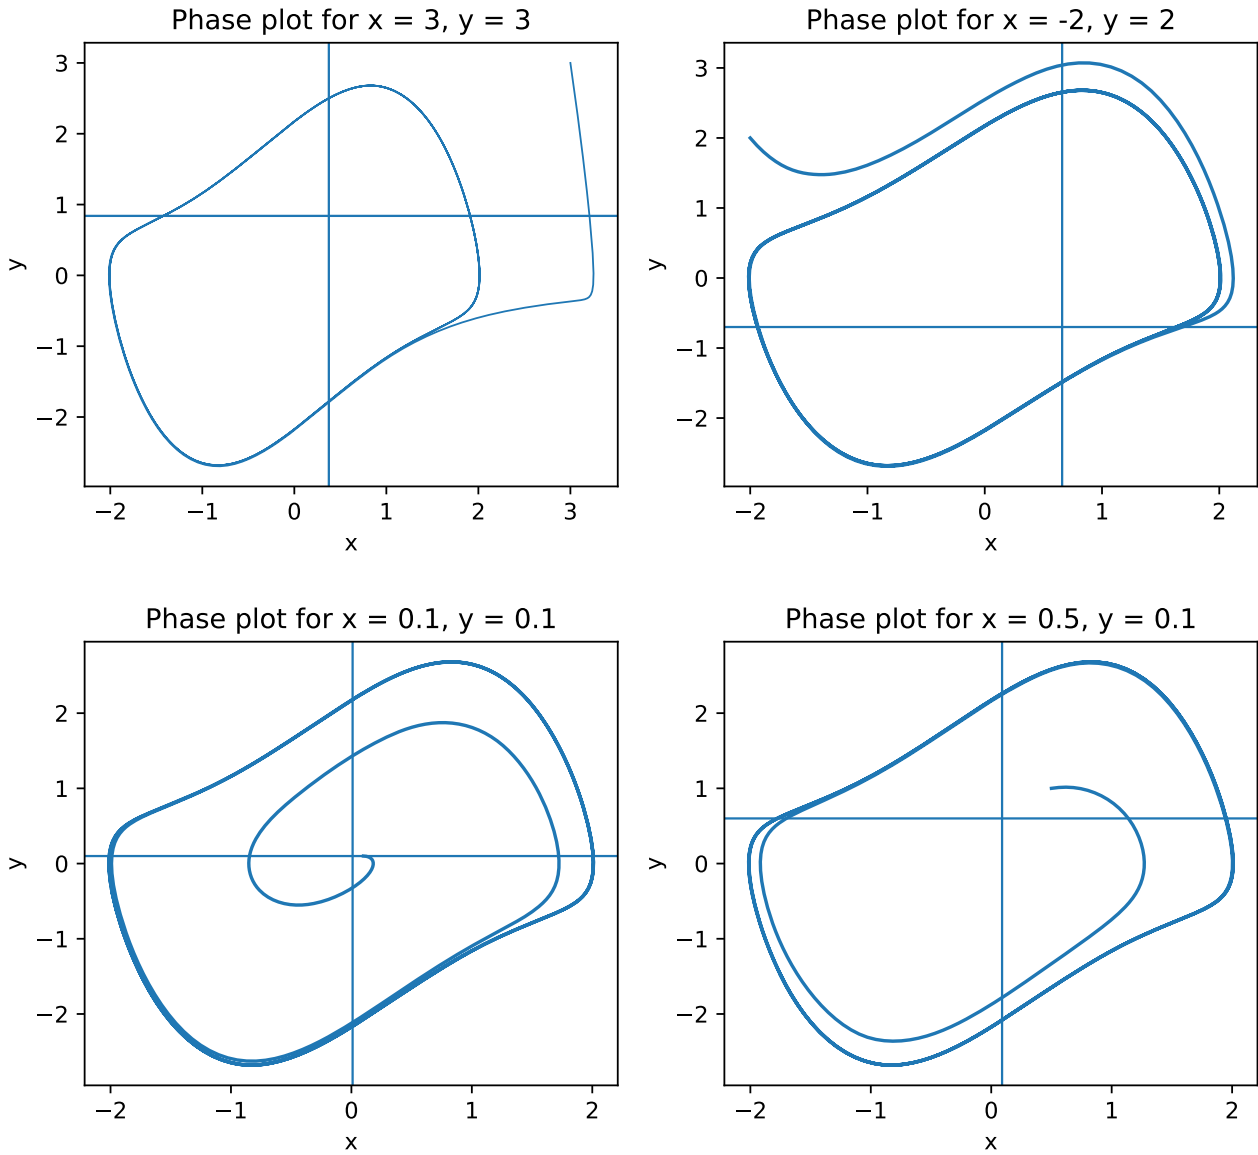 Phase plot for x = 3, y = 3
3
2
1
0
−1
−2
y
−2 −1 0 1 2 3
x
Phase plot for x = -2, y = 2
3
2
1
0
−1
−2
y
−2 −1 0 1 2
x
Phase plot for x = 0.1, y = 0.1
2
1
0
−1
−2
y
−2 −1 0 1 2
x
Phase plot for x = 0.5, y = 0.1
2
1
0
−1
−2
y
−2 −1 0 1 2
x